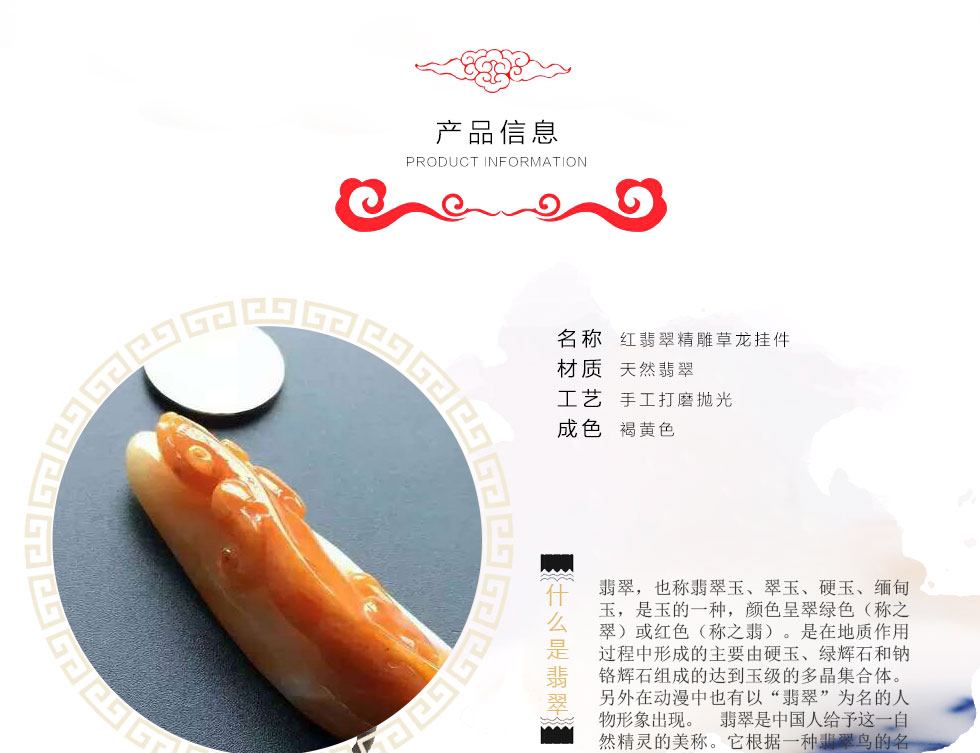 产品信息
PRODUCT INFORMATION
名称 红翡翠精雕草龙挂件
材质 天然翡翠
工艺 手工打磨抛光
成色 褐黄色
什么是翡翠
翡翠，也称翡翠玉、翠玉、硬玉、缅甸
玉，是玉的一种，颜色呈翠绿色（称之
翠）或红色（称之翡）。是在地质作用
过程中形成的主要由硬玉、绿辉石和钠
铬辉石组成的达到玉级的多晶集合体。
另外在动漫中也有以“翡翠”为名的人
物形象出现。 翡翠是中国人给予这一自
然精灵的美称。它根据一种翡翠鸟的名